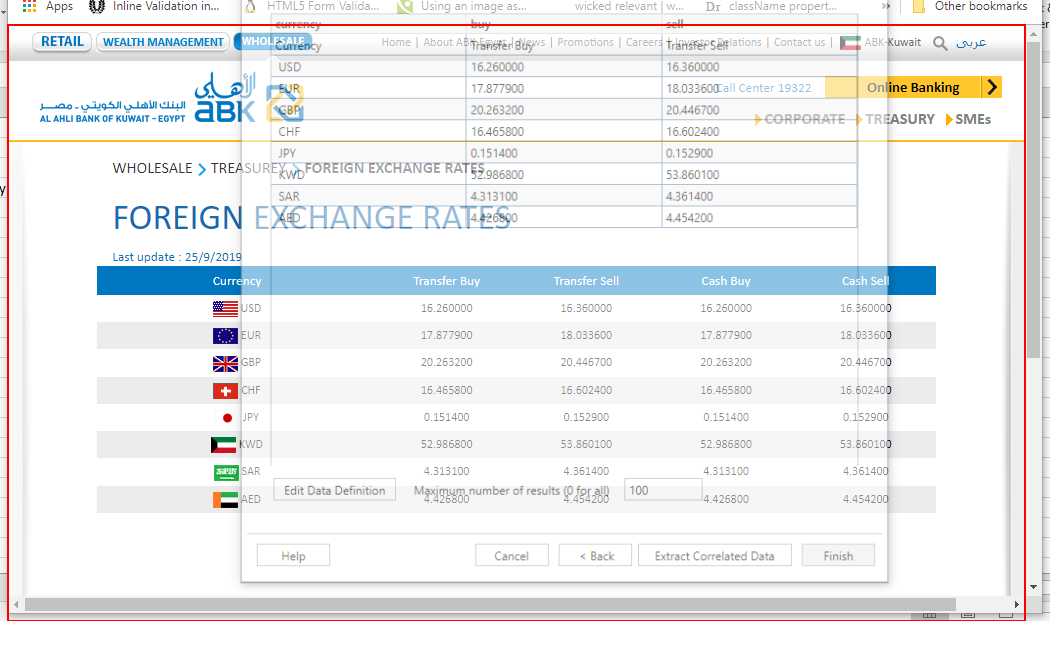 Apps Inline Validation in... HTML5 Form Valida... Using an image as... wicked relevant | w... Dr className propert... » Other bookmarks
currency buy sell
RETAIL WEALTH MANAGEMENT WHOLESALE Home | About ABK-Egypt | News | Promotions | Careers | Investor Relations | Contact us | ABK-Kuwait عربي
Currency Transfer Buy Transfer Sell
USD 16.260000 16.360000
EUR 17.877900 18.033600
Call Center 19322 Online Banking
البنك الأهلي الكويتي - مصر
الأهلي
abk
AL AHLI BANK OF KUWAIT - EGYPT
GBP 20.263200 20.446700
CORPORATE TREASURY SMEs
CHF 16.465800 16.602400
JPY 0.151400 0.152900
WHOLESALE TREASUREY FOREIGN EXCHANGE RATES
KWD 52.986800 53.860100
SAR 4.313100 4.361400
AED 4.426800 4.454200
FOREIGN EXCHANGE RATES
Last update : 25/9/2019
Currency Transfer Buy Transfer Sell Cash Buy Cash Sell
USD 16.260000 16.360000 16.260000 16.360000
EUR 17.877900 18.033600 17.877900 18.033600
GBP 20.263200 20.446700 20.263200 20.446700
CHF 16.465800 16.602400 16.465800 16.602400
JPY 0.151400 0.152900 0.151400 0.152900
KWD 52.986800 53.860100 52.986800 53.860100
SAR 4.313100 4.361400 4.313100 4.361400
Edit Data Definition Maximum number of results (0 for all) 100
AED 4.426800 4.454200 4.426800 4.454200
Help Cancel < Back Extract Correlated Data Finish